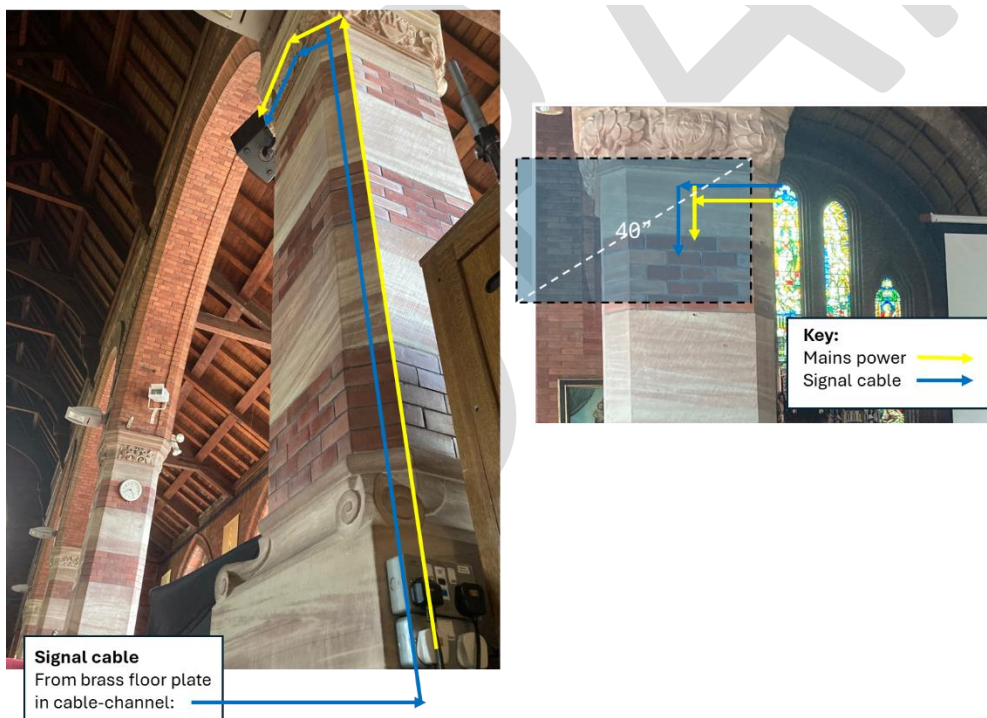 40”
Key:
Mains power
Signal cable
Signal cable
From brass floor plate
in cable-channel: